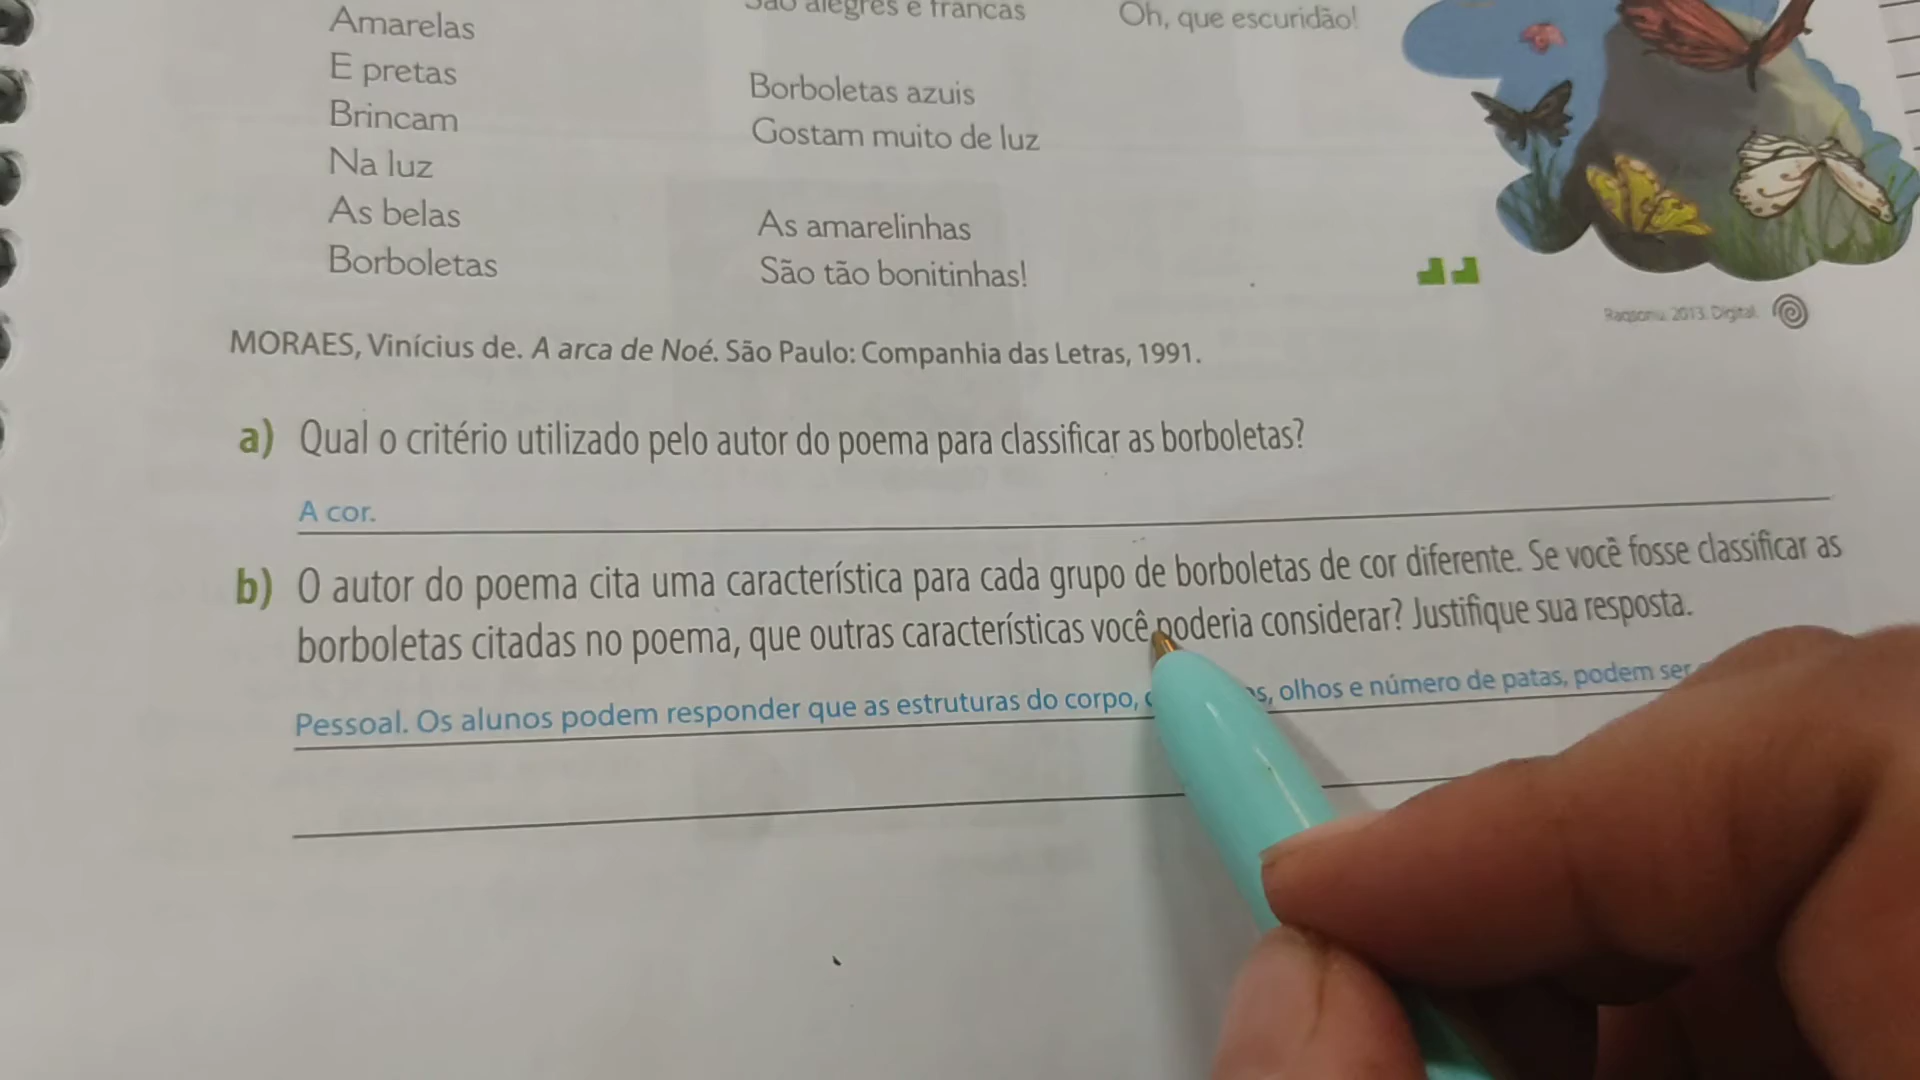 Amarelas
E pretas
Brincam
Na luz
As belas
Borboletas
São alegres e francas
Borboletas azuis
Gostam muito de luz
As amarelinhas
São tão bonitinhas!
Oh, que escuridão!
2013. Digital.
MORAES, Vinícius de. A arca de Noé. São Paulo: Companhia das Letras, 1991.
a) Qual o critério utilizado pelo autor do poema para classificar as borboletas?
A cor.
b) O autor do poema cita uma característica para cada grupo de borboletas de cor diferente. Se você fosse classificar as
borboletas citadas no poema, que outras características você poderia considerar? Justifique sua resposta.
Pessoal. Os alunos podem responder que as estruturas do corpo, olhos e número de patas, podem ser